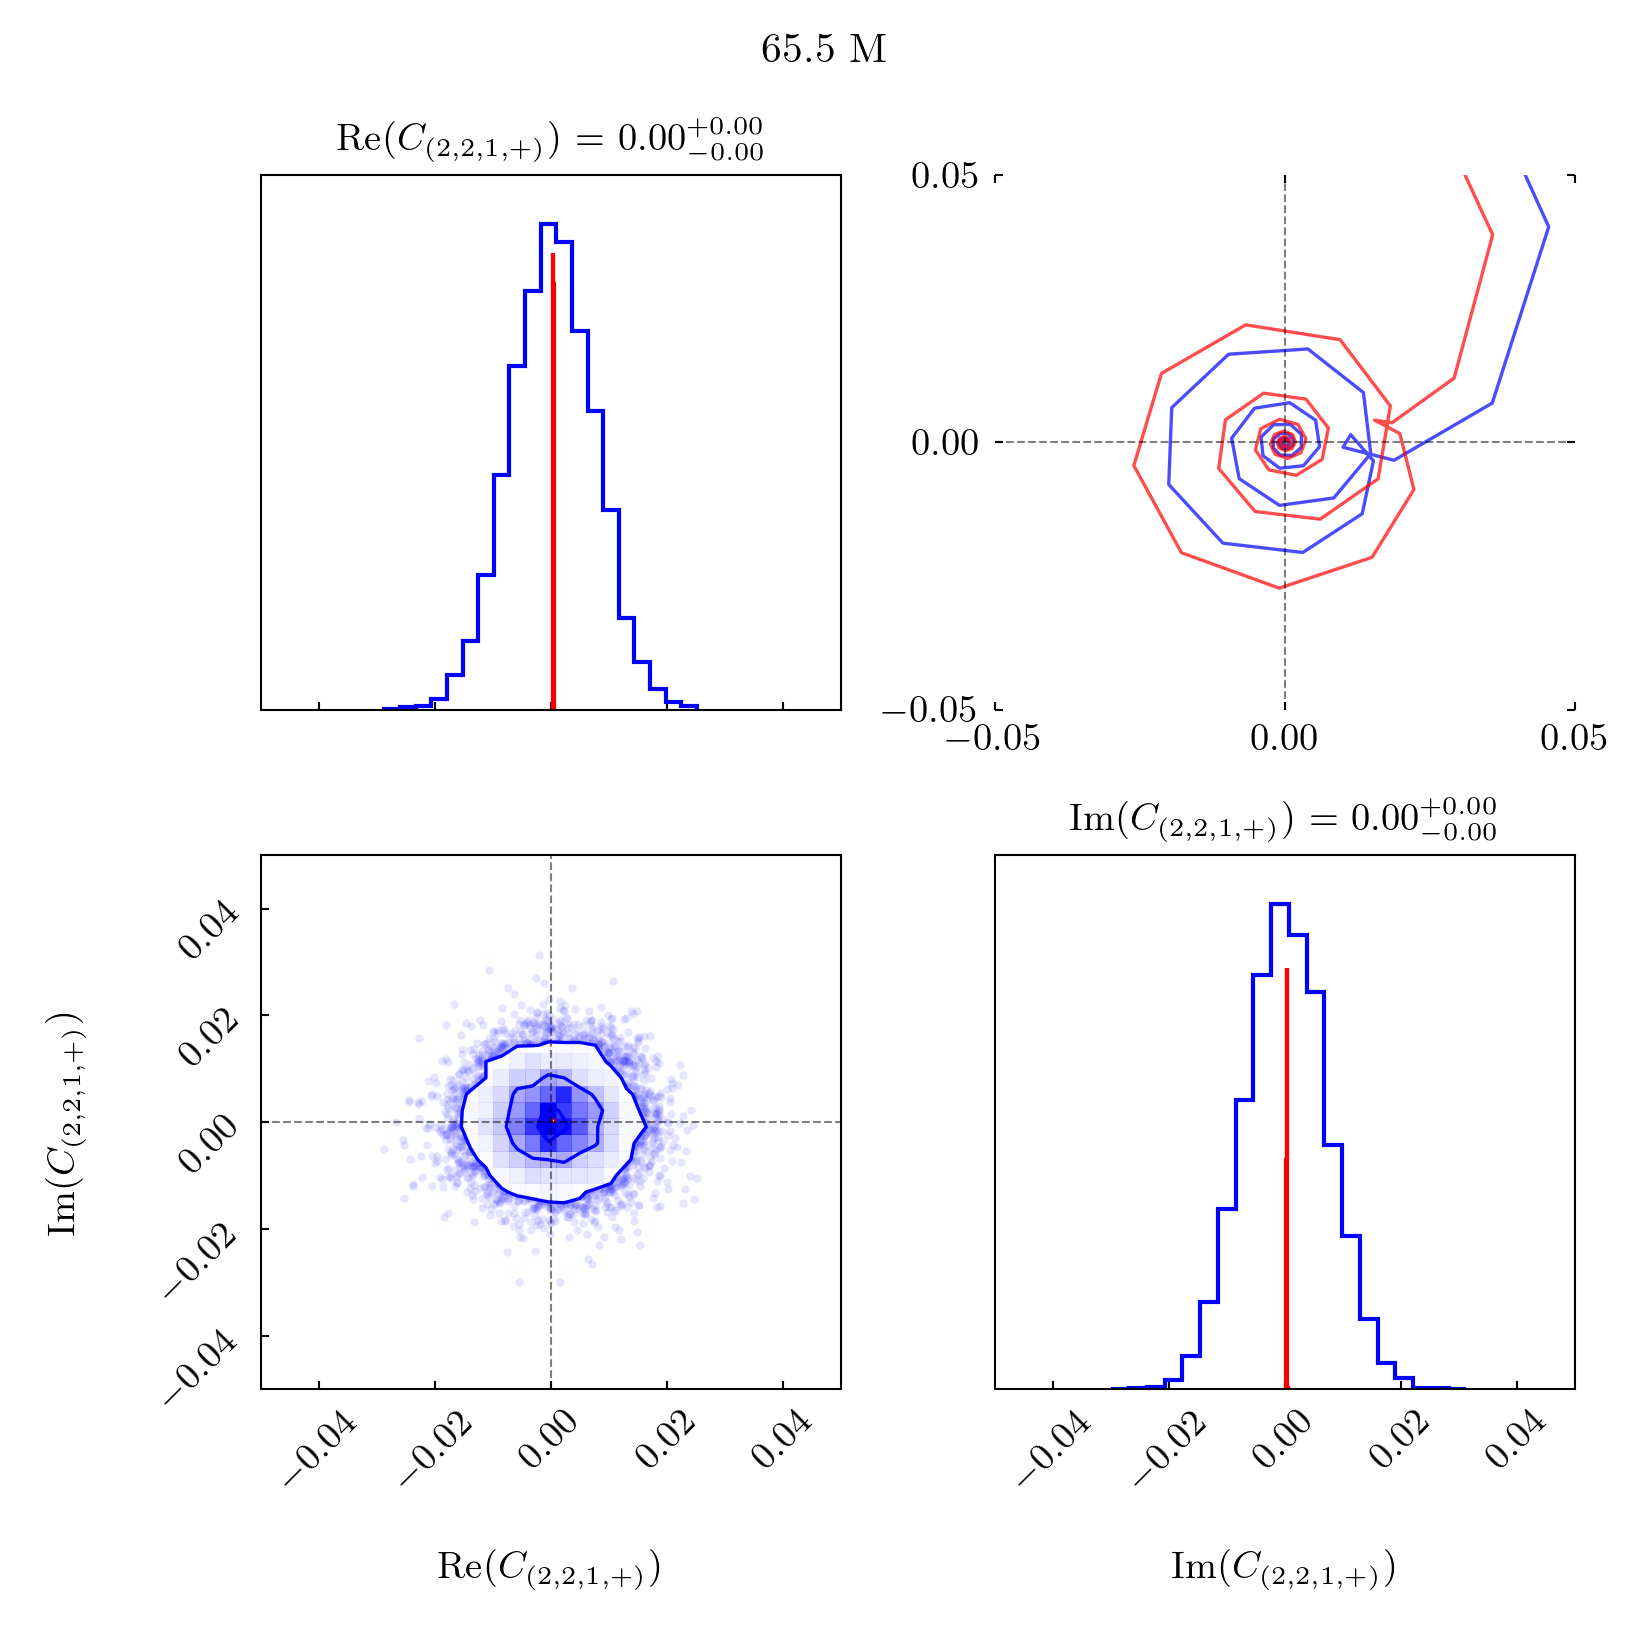 65.5 M
Re(C₍₂,₂,₁,₊₎) = 0.00⁺⁰·⁰⁰₋₀.₀₀
0.05
0.00
−0.05
−0.05 0.00 0.05
Im(C₍₂,₂,₁,₊₎) = 0.00⁺⁰·⁰⁰₋₀.₀₀
Im(C₍₂,₂,₁,₊₎)
0.04
0.02
0.00
−0.02
−0.04
−0.04 −0.02 0.00 0.02 0.04
−0.04 −0.02 0.00 0.02 0.04
Re(C₍₂,₂,₁,₊₎)
Im(C₍₂,₂,₁,₊₎)